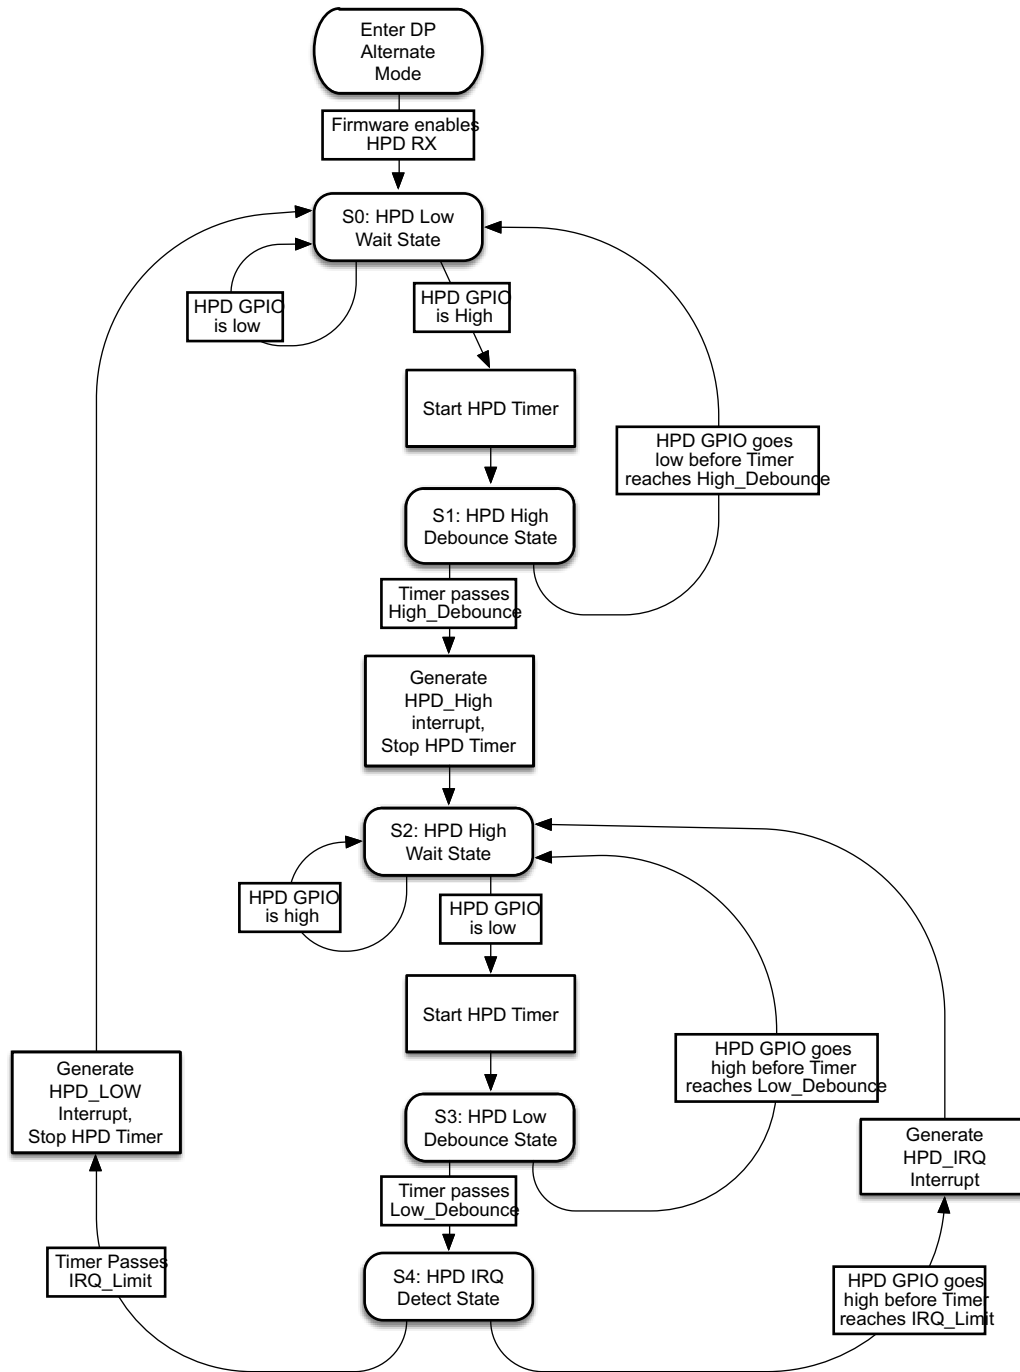 Enter DP
Alternate
Mode
Firmware enables
HPD RX
S0: HPD Low
Wait State
HPD GPIO
is low
HPD GPIO
is High
Start HPD Timer
HPD GPIO goes
low before Timer
reaches High_Debounce
S1: HPD High
Debounce State
Timer passes
High_Debounce
Generate
HPD_High
interrupt,
Stop HPD Timer
S2: HPD High
Wait State
HPD GPIO
is high
HPD GPIO
is low
Start HPD Timer
HPD GPIO goes
high before Timer
reaches Low_Debounce
Generate
HPD_LOW
Interrupt,
Stop HPD Timer
S3: HPD Low
Debounce State
Generate
HPD_IRQ
Interrupt
Timer passes
Low_Debounce
Timer Passes
IRQ_Limit
S4: HPD IRQ
Detect State
HPD GPIO goes
high before Timer
reaches IRQ_Limit